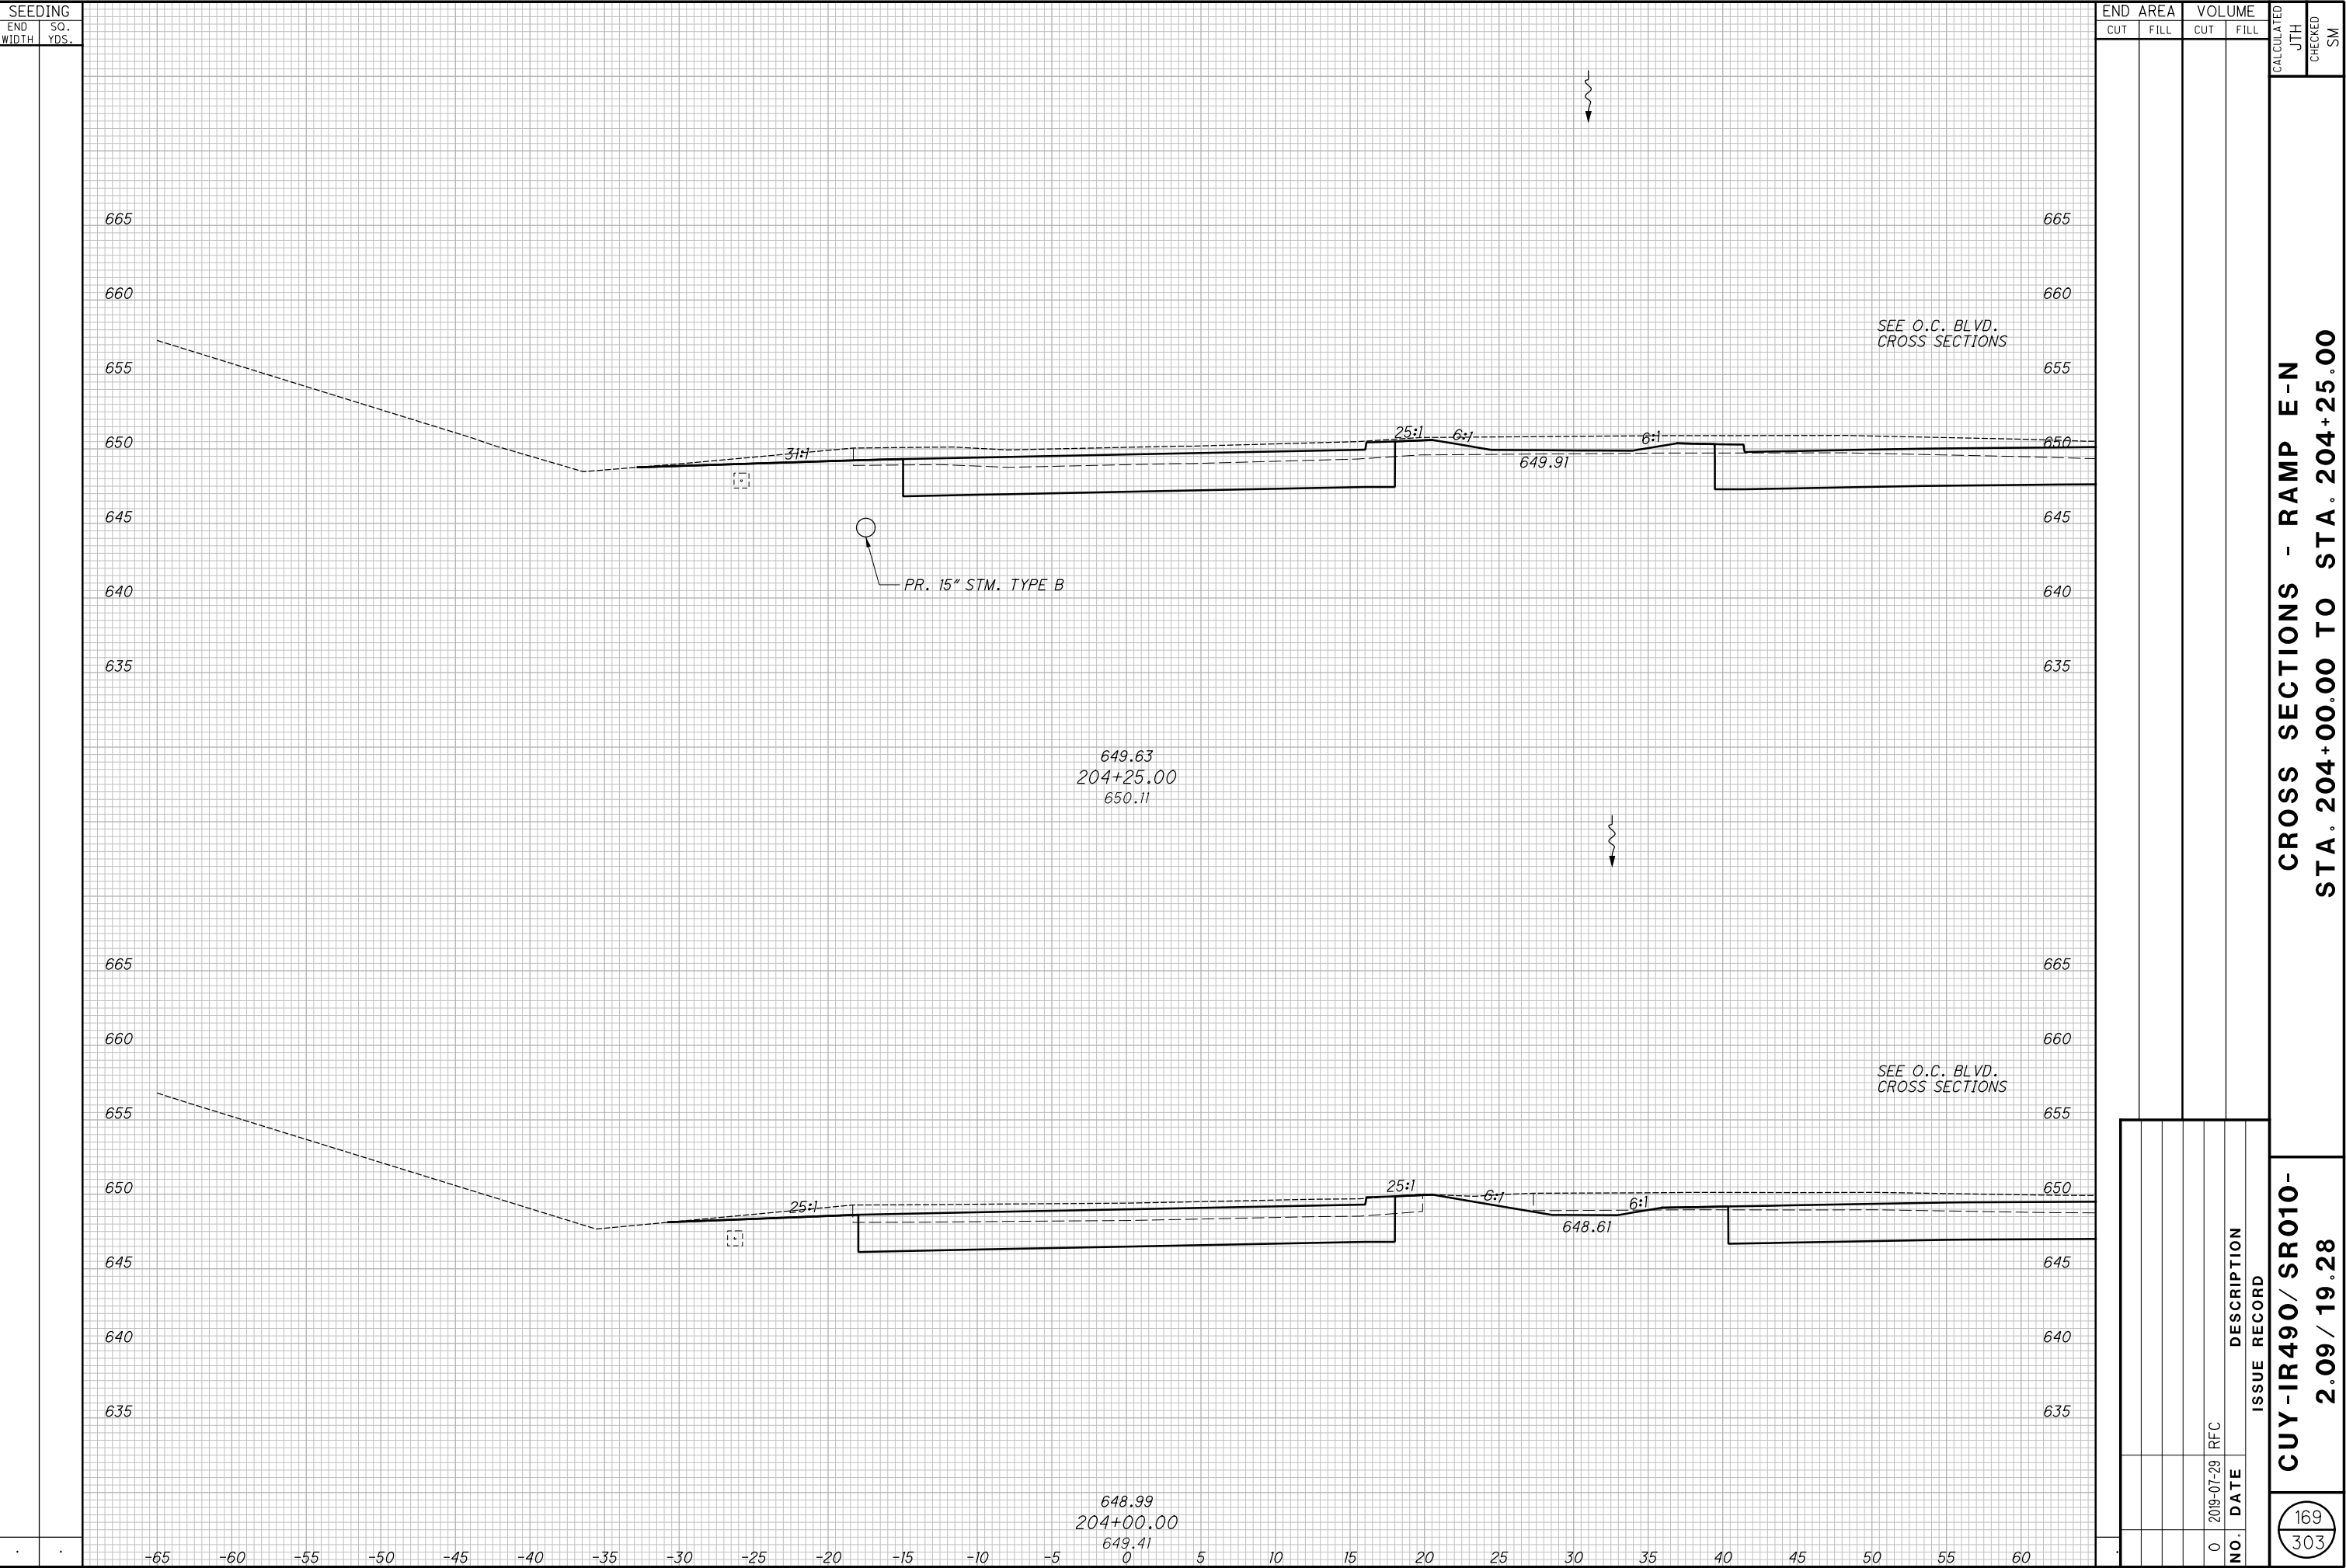 SEEDING
END WIDTH
SQ. YDS.
END AREA
VOLUME
CUT
FILL
CUT
FILL
CALCULATED
JTH
CHECKED
SM
665
665
660
660
SEE O.C. BLVD.
CROSS SECTIONS
655
655
650
31:1
25:1
6:1
6:1
650
649.91
645
645
640
PR. 15" STM. TYPE B
640
635
635
649.63
204+25.00
650.11
665
665
660
660
SEE O.C. BLVD.
CROSS SECTIONS
655
655
650
25:1
25:1
6:1
6:1
650
648.61
645
645
640
640
635
635
648.99
204+00.00
649.41
-65 -60 -55 -50 -45 -40 -35 -30 -25 -20 -15 -10 -5 0 5 10 15 20 25 30 35 40 45 50 55 60
CROSS SECTIONS - RAMP E-N
STA. 204+00.00 TO STA. 204+25.00
CUY-IR490/ SR010-
2.09/19.28
0 2019-07-29 RFC
NO. DATE DESCRIPTION
ISSUE RECORD
169
303